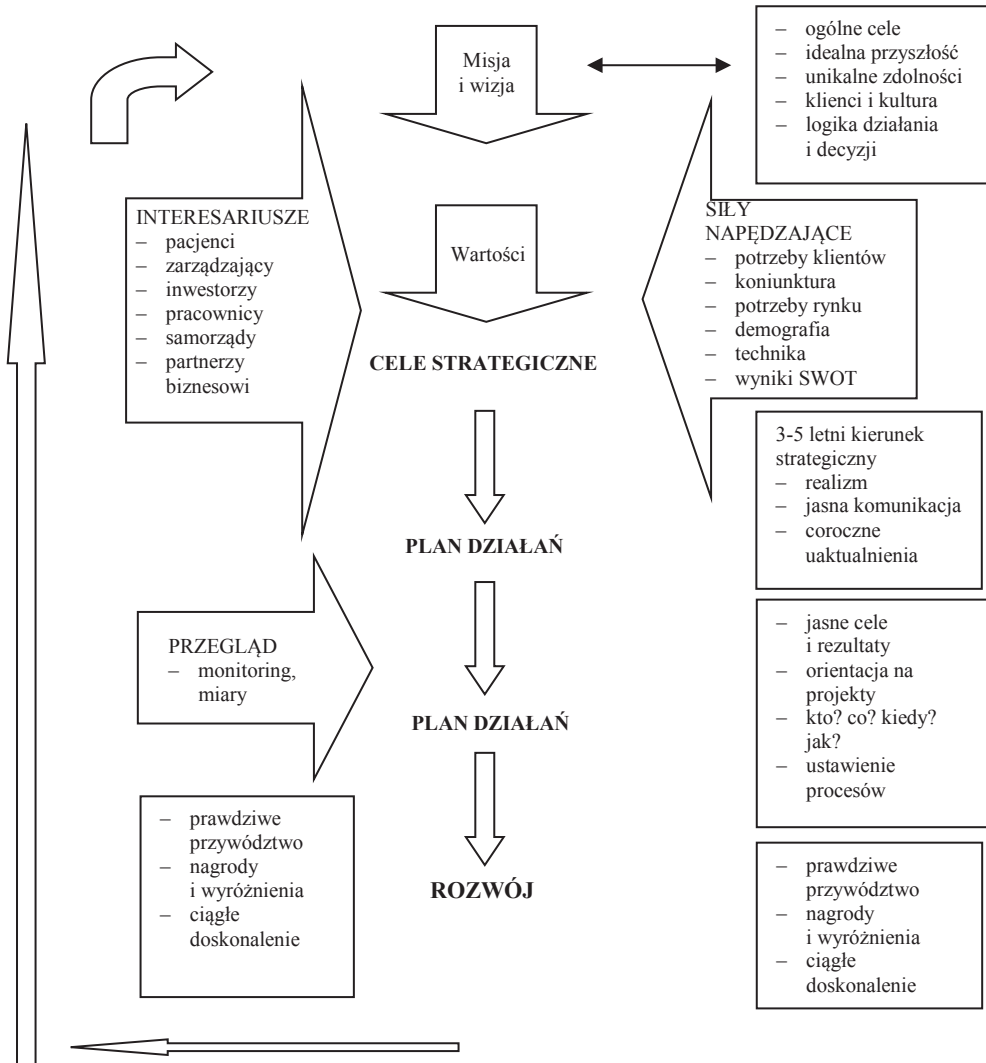 Misja
i wizja
– ogólne cele
– idealna przyszłość
– unikalne zdolności
– klienci i kultura
– logika działania
i decyzji
INTERESARIUSZE
– pacjenci
– zarządzający
– inwestorzy
– pracownicy
– samorządy
– partnerzy
biznesowi
Wartości
SIŁY
NAPĘDZAJĄCE
– potrzeby klientów
– koniunktura
– potrzeby rynku
– demografia
– technika
– wyniki SWOT
CELE STRATEGICZNE
3-5 letni kierunek
strategiczny
– realizm
– jasna komunikacja
– coroczne
uaktualnienia
PLAN DZIAŁAŃ
PRZEGLĄD
– monitoring,
miary
– jasne cele
i rezultaty
– orientacja na
projekty
– kto? co? kiedy?
jak?
– ustawienie
procesów
PLAN DZIAŁAŃ
– prawdziwe
przywództwo
– nagrody
i wyróżnienia
– ciągłe
doskonalenie
ROZWÓJ
– prawdziwe
przywództwo
– nagrody
i wyróżnienia
– ciągłe
doskonalenie